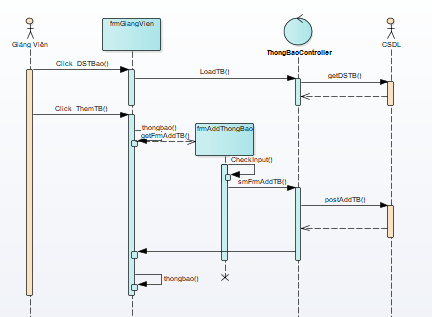 frmGiangVien
Giảng Viên
ThongBaoController
CSDL
Click DSTBao()
LoadTB()
getDSTB()
Click ThemTB()
thongbao()
getFrmAddTB()
frmAddThongBao
CheckInput()
smFrmAddTB()
postAddTB()
thongbao()